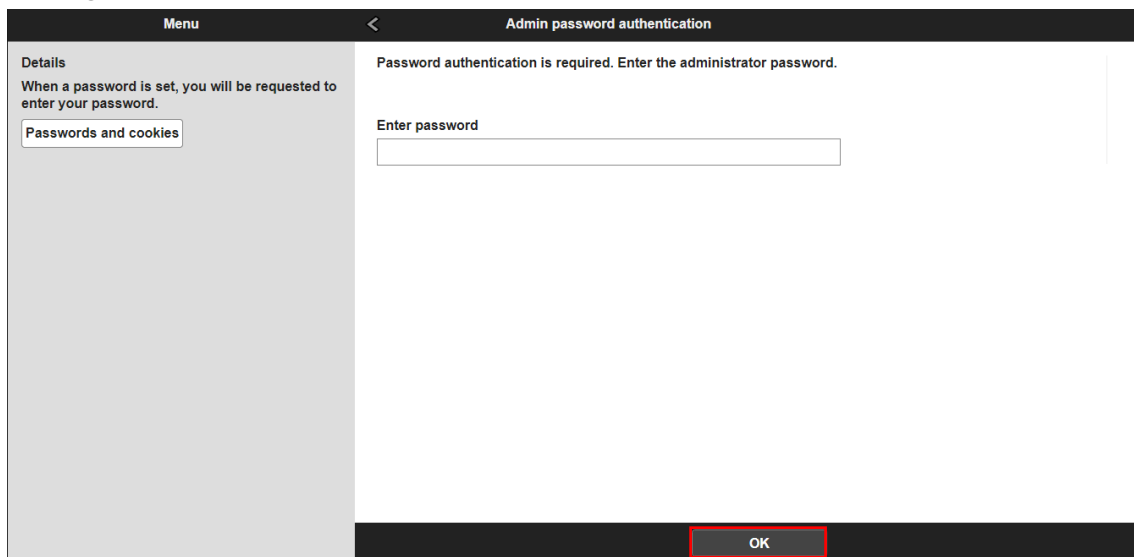 Menu
Admin password authentication
Details
When a password is set, you will be requested to
enter your password.
Passwords and cookies
Password authentication is required. Enter the administrator password.
Enter password
OK